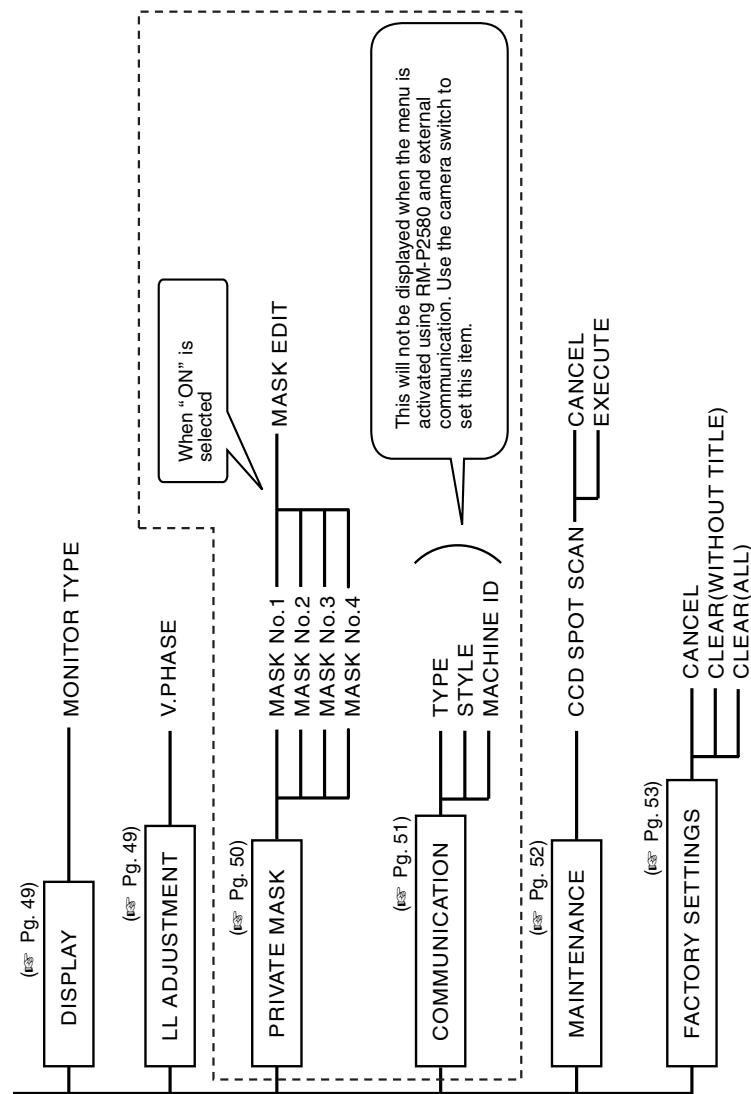 (☞ Pg. 49)
DISPLAY
MONITOR TYPE
(☞ Pg. 49)
LL ADJUSTMENT
V.PHASE
(☞ Pg. 50)
PRIVATE MASK
MASK No.1
MASK No.2
MASK No.3
MASK No.4
When “ON” is
selected
MASK EDIT
(☞ Pg. 51)
COMMUNICATION
TYPE
STYLE
MACHINE ID
This will not be displayed when the menu is
activated using RM-P2580 and external
communication. Use the camera switch to
set this item.
(☞ Pg. 52)
MAINTENANCE
CCD SPOT SCAN
CANCEL
EXECUTE
(☞ Pg. 53)
FACTORY SETTINGS
CANCEL
CLEAR(WITHOUT TITLE)
CLEAR(ALL)